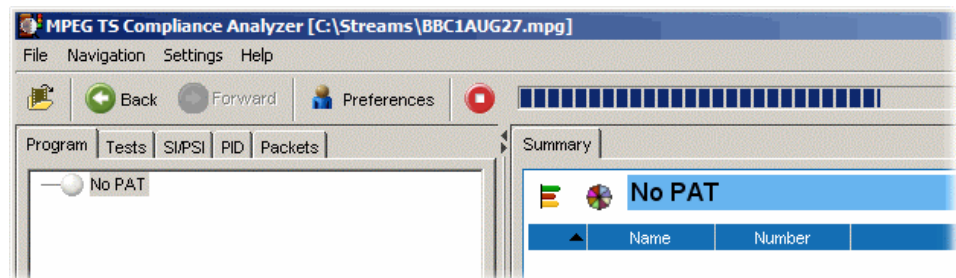 MPEG TS Compliance Analyzer [C:\Streams\BBC1AUG27.mpg]
File Navigation Settings Help
Back Forward Preferences
Program Tests SI/PSI PID Packets
Summary
No PAT
No PAT
Name Number